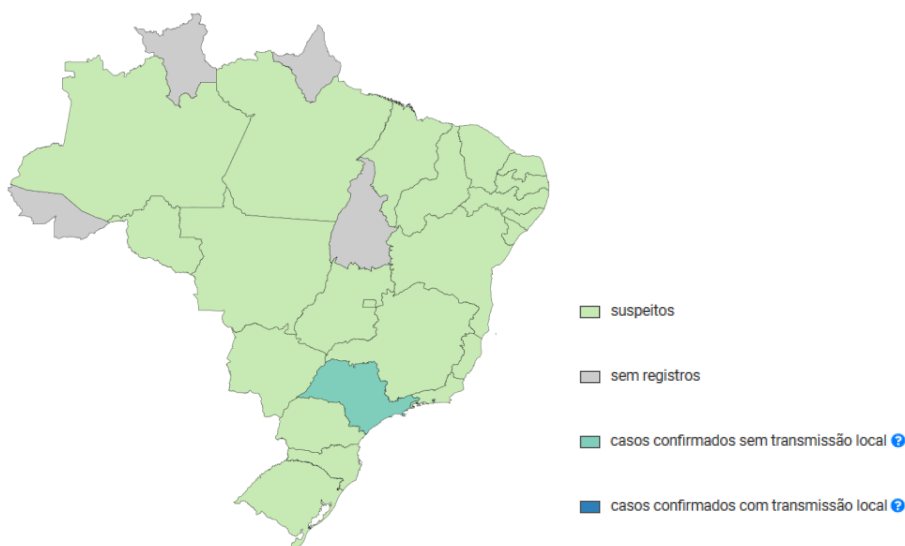 suspeitos
sem registros
casos confirmados sem transmissão local ?
casos confirmados com transmissão local ?